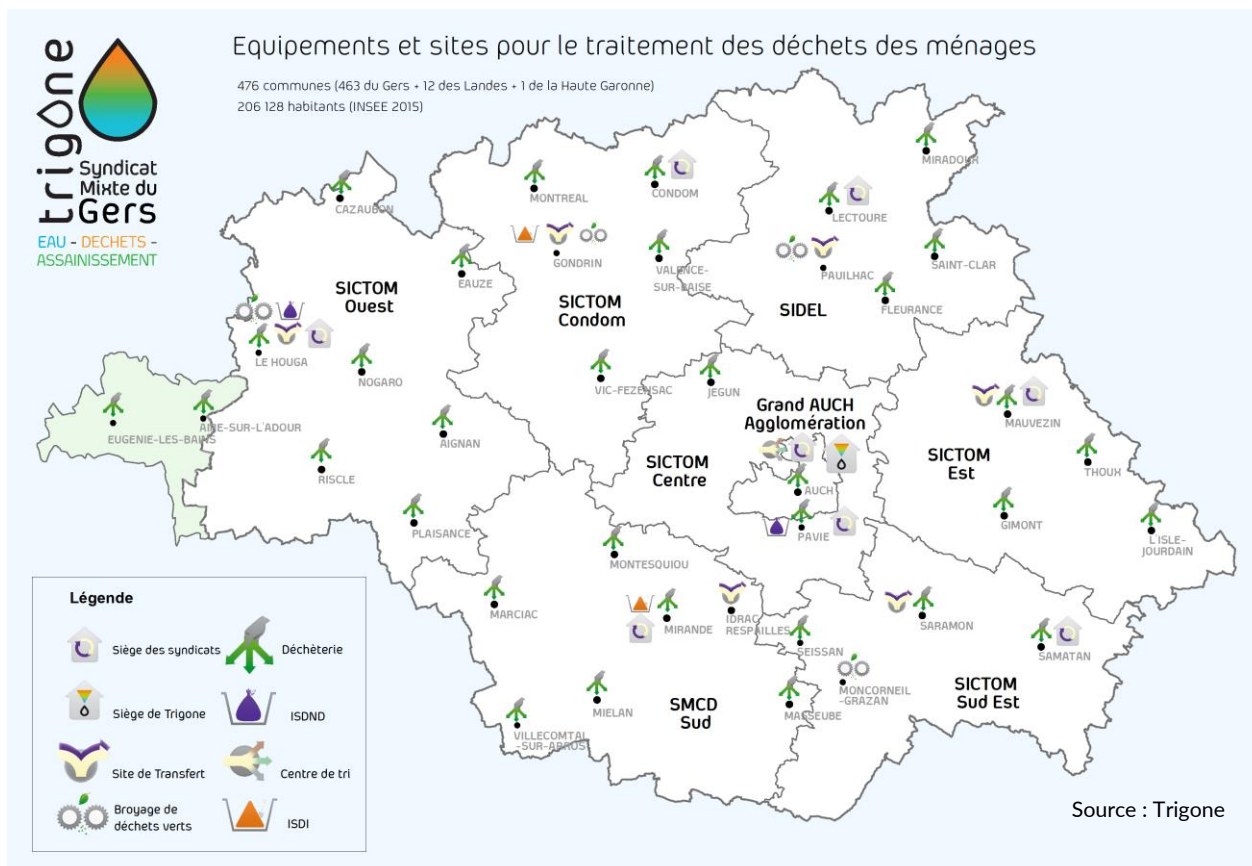 Equipements et sites pour le traitement des déchets des ménages
476 communes (463 du Gers + 12 des Landes + 1 de la Haute Garonne)
206 128 habitants (INSEE 2015)
trigone
Syndicat
Mixte du
Gers
EAU - DECHETS -
ASSAINISSEMENT
MIRADOUR
MONTREAL
CONDOM
CAZAUBON
LECTOURE
GONDRIN
VALENCE-
SUR-BAISE
SAINT-CLAR
PAUILHAC
EAUZE
FLEURANCE
SICTOM
Ouest
SICTOM
Condom
SIDEL
LE HOUGA
NOGARO
VIC-FEZENSAC
JEGUN
Grand AUCH
Agglomération
MAUVEZIN
EUGENIE-LES-BAINS
AIRE-SUR-L'ADOUR
AIGNAN
SICTOM
Centre
SICTOM
Est
THOUX
RISCLE
AUCH
GIMONT
PLAISANCE
PAVIE
L'ISLE-
JOURDAIN
MONTESQUIOU
MARCIAC
MIRANDE
IDRAC
RESPAILLES
SARAMON
SEISSAN
SAMATAN
MONCORNEIL
-GRAZAN
SICTOM
Sud Est
MIELAN
SMCD
Sud
MASSEUBE
VILLECOMTAL
-SUR-ARROS
Légende
Siège des syndicats
Déchèterie
Siège de Trigone
ISDND
Site de Transfert
Centre de tri
Broyage de
déchets verts
ISDI
Source : Trigone